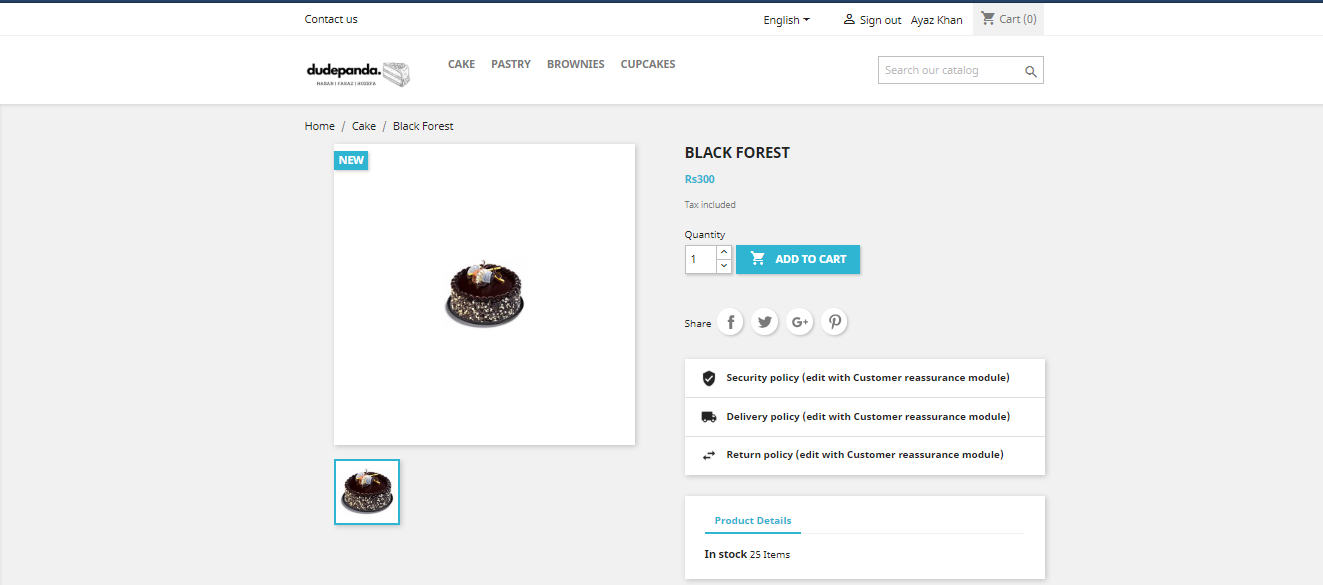 Contact us
English
Sign out
Ayaz Khan
Cart (0)
dudepanda.
HASAN | FARAZ | HUZEFA
CAKE
PASTRY
BROWNIES
CUPCAKES
Search our catalog
Home / Cake / Black Forest
NEW
BLACK FOREST
Rs300
Tax included
Quantity
1
ADD TO CART
Share
Security policy (edit with Customer reassurance module)
Delivery policy (edit with Customer reassurance module)
Return policy (edit with Customer reassurance module)
Product Details
In stock 25 Items